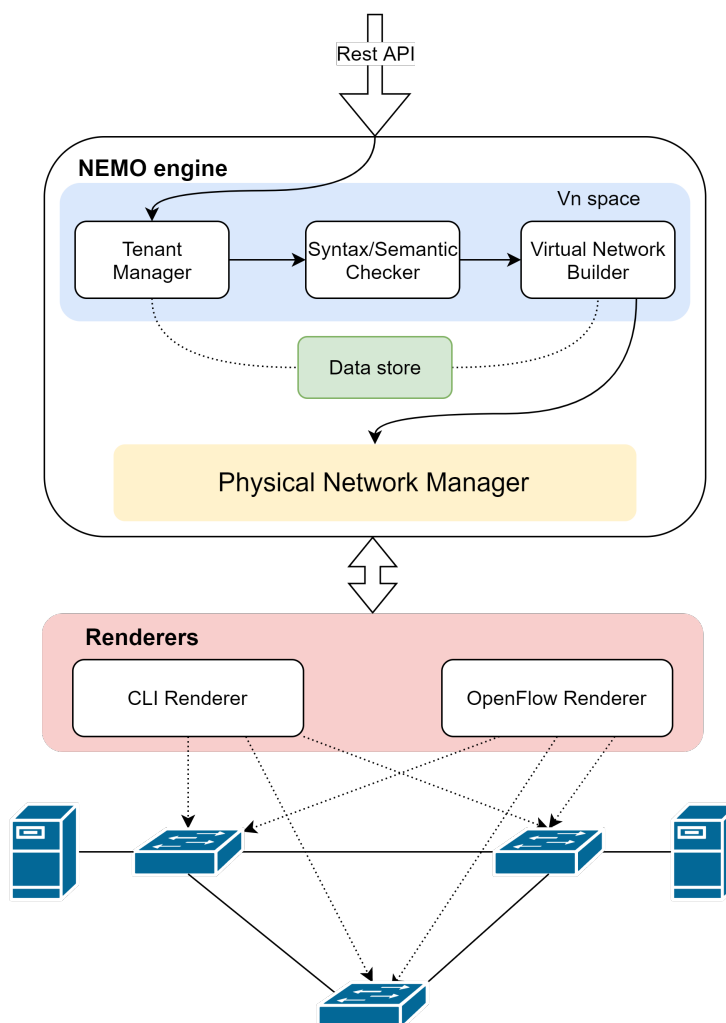 Rest API
NEMO engine
Vn space
Tenant
Manager
Syntax/Semantic
Checker
Virtual Network
Builder
Data store
Physical Network Manager
Renderers
CLI Renderer
OpenFlow Renderer